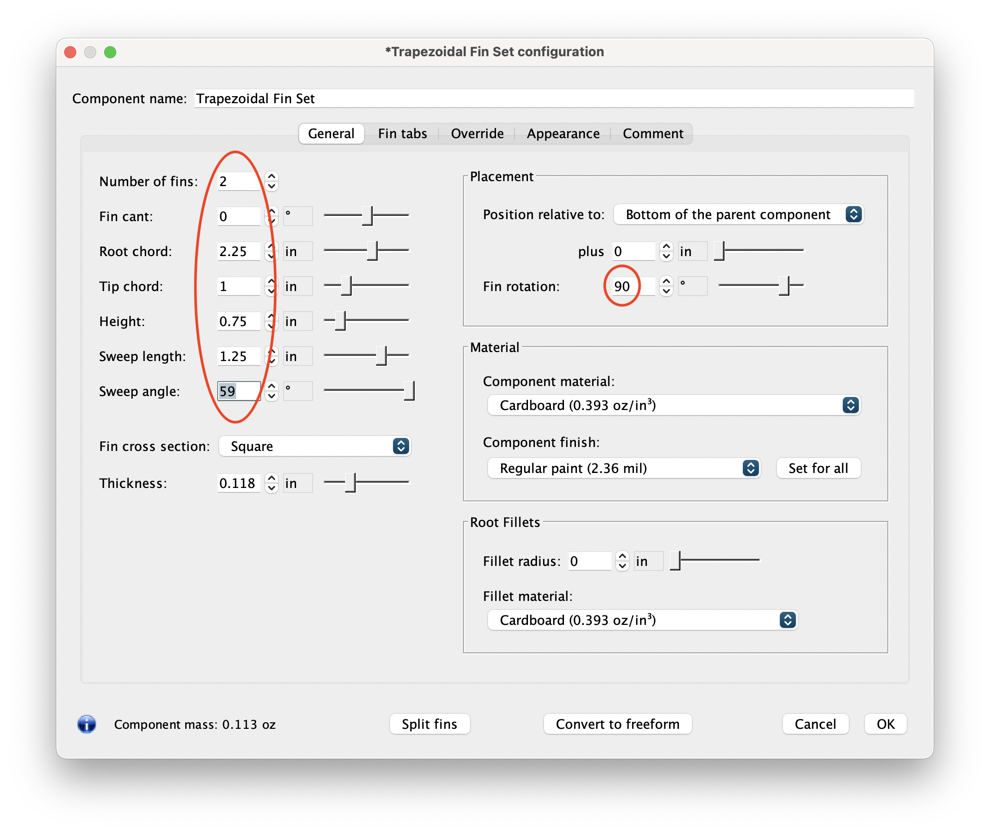 *Trapezoidal Fin Set configuration
Component name: Trapezoidal Fin Set
General Fin tabs Override Appearance Comment
Number of fins: 2
Fin cant: 0 °
Root chord: 2.25 in
Tip chord: 1 in
Height: 0.75 in
Sweep length: 1.25 in
Sweep angle: 59 °
Fin cross section: Square
Thickness: 0.118 in
Placement
Position relative to: Bottom of the parent component
plus 0 in
Fin rotation: 90 °
Material
Component material:
Cardboard (0.393 oz/in³)
Component finish:
Regular paint (2.36 mil) Set for all
Root Fillets
Fillet radius: 0 in
Fillet material:
Cardboard (0.393 oz/in³)
Component mass: 0.113 oz Split fins Convert to freeform Cancel OK